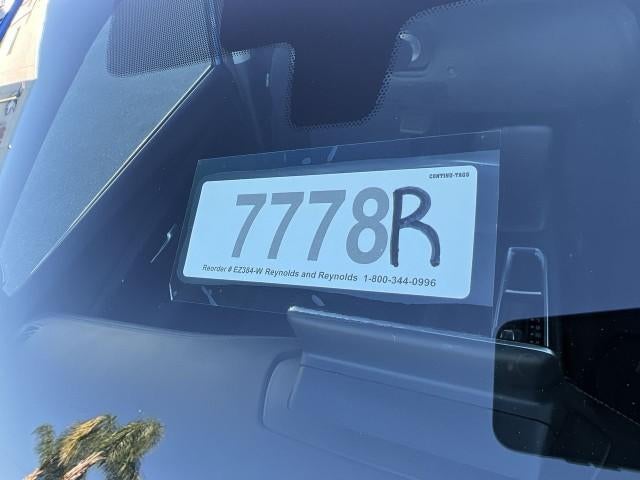 CONTINU-TAGS
7778R
Reorder # EZ384-W Reynolds and Reynolds 1-800-344-0996